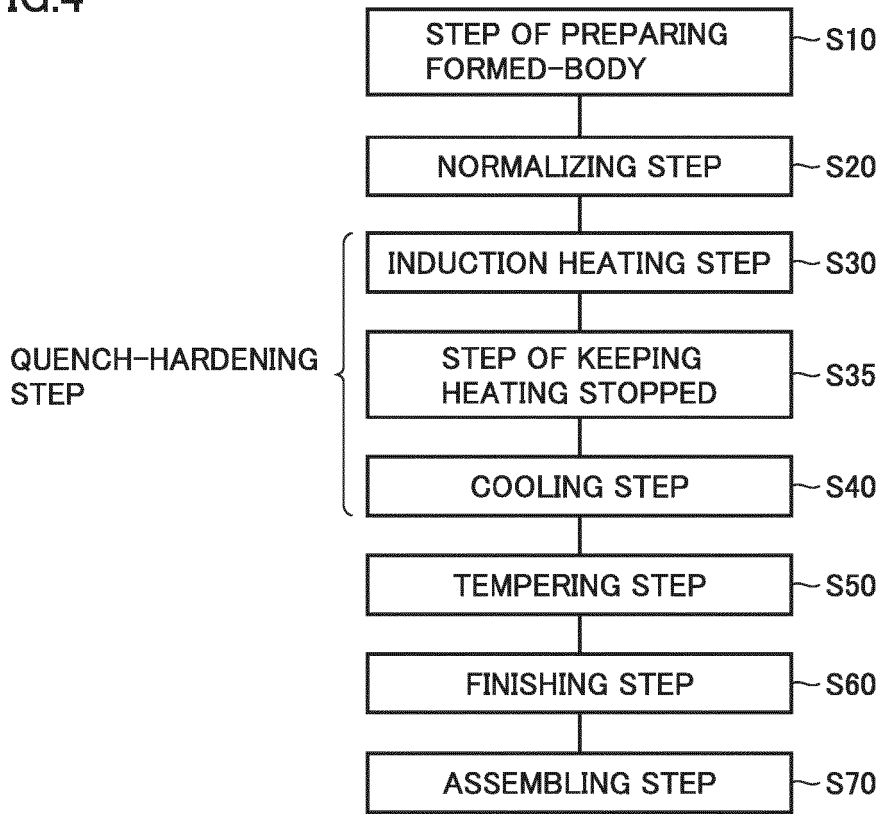 IG.4
STEP OF PREPARING
FORMED-BODY
S10
NORMALIZING STEP
S20
INDUCTION HEATING STEP
S30
QUENCH-HARDENING
STEP
STEP OF KEEPING
HEATING STOPPED
S35
COOLING STEP
S40
TEMPERING STEP
S50
FINISHING STEP
S60
ASSEMBLING STEP
S70